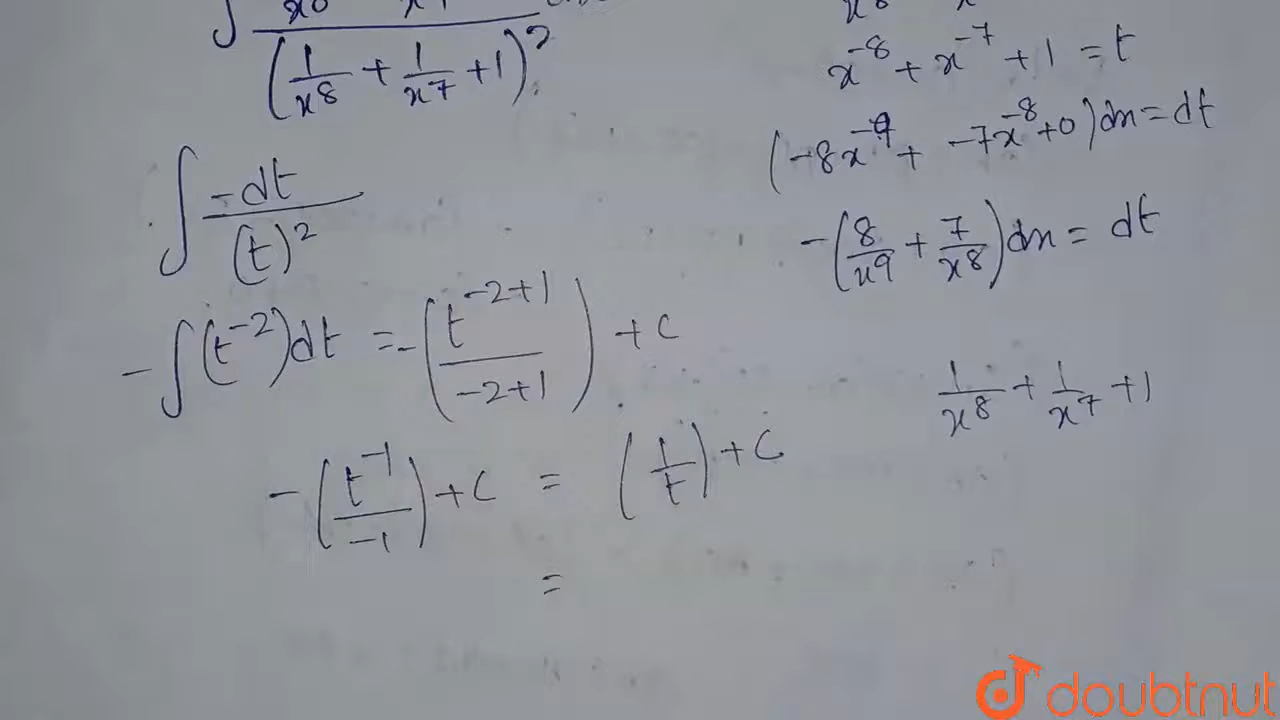 ∫ ────── 
(1/x⁸ + 1/x⁷ + 1)²
∫ -dt/(t)²
-∫(t⁻²)dt = -(t⁻²⁺¹/-2+1) + c
-(t⁻¹/-1) + c = (1/t) + c
=
x⁻⁸ + x⁻⁷ + 1 = t
(-8x⁻⁹ + -7x⁻⁸ + 0)dx = dt
-(8/x⁹ + 7/x⁸)dx = dt
1/x⁸ + 1/x⁷ + 1
doubtnut